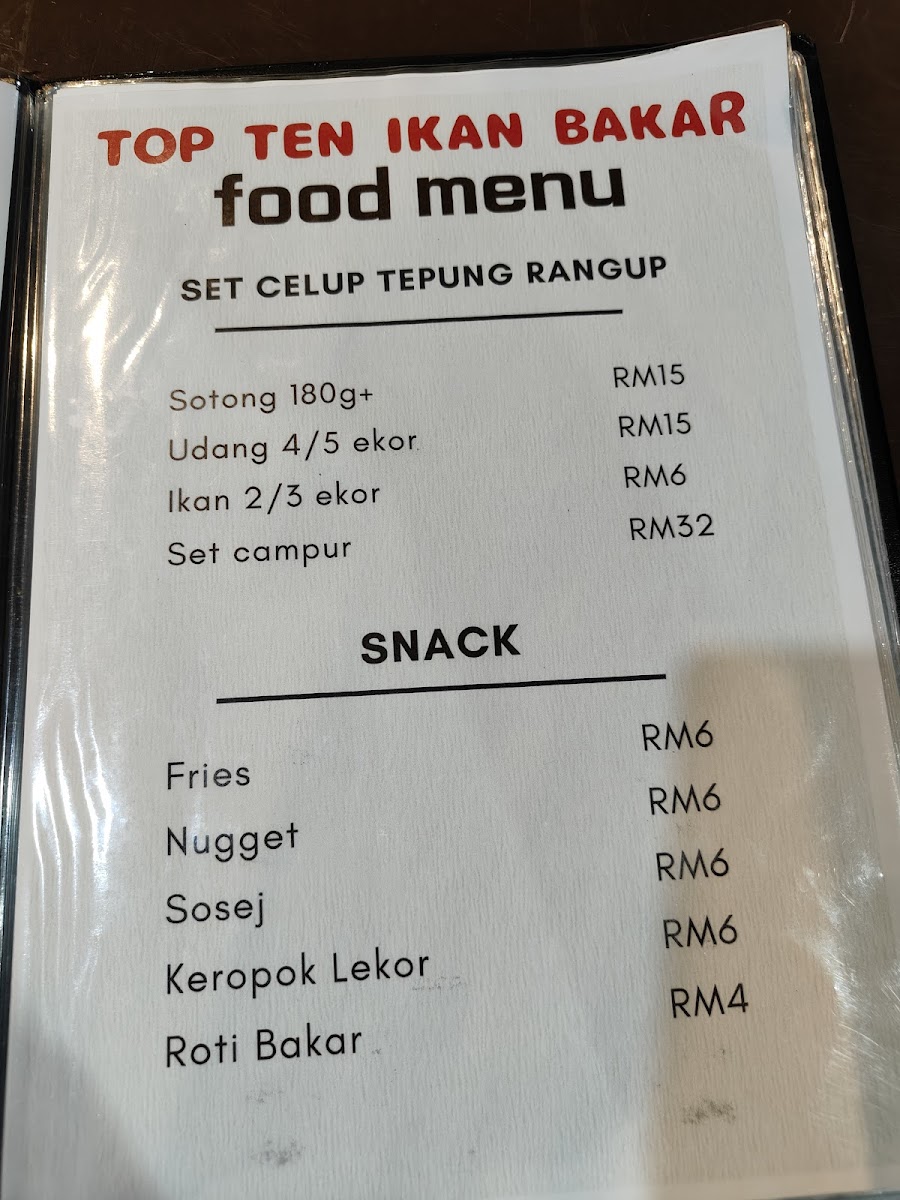 TOP TEN IKAN BAKAR
food menu
SET CELUP TEPUNG RANGUP
Sotong 180g+ RM15
Udang 4/5 ekor RM15
Ikan 2/3 ekor RM6
Set campur RM32
SNACK
Fries RM6
Nugget RM6
Sosej RM6
Keropok Lekor RM6
Roti Bakar RM4